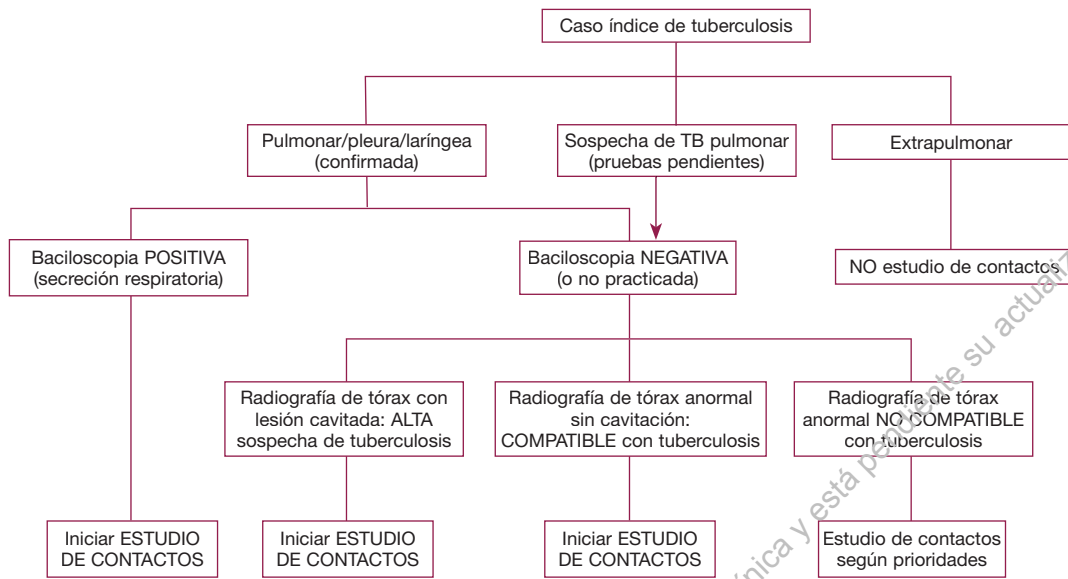 Caso índice de tuberculosis
Pulmonar/pleura/laríngea
(confirmada)
Sospecha de TB pulmonar
(pruebas pendientes)
Extrapulmonar
Baciloscopia POSITIVA
(secreción respiratoria)
Baciloscopia NEGATIVA
(o no practicada)
NO estudio de contactos
Radiografía de tórax con
lesión cavitada: ALTA
sospecha de tuberculosis
Radiografía de tórax anormal
sin cavitación:
COMPATIBLE con tuberculosis
Radiografía de tórax
anormal NO COMPATIBLE
con tuberculosis
Iniciar ESTUDIO
DE CONTACTOS
Iniciar ESTUDIO
DE CONTACTOS
Iniciar ESTUDIO
DE CONTACTOS
Estudio de contactos
según prioridades
y está pendiente su